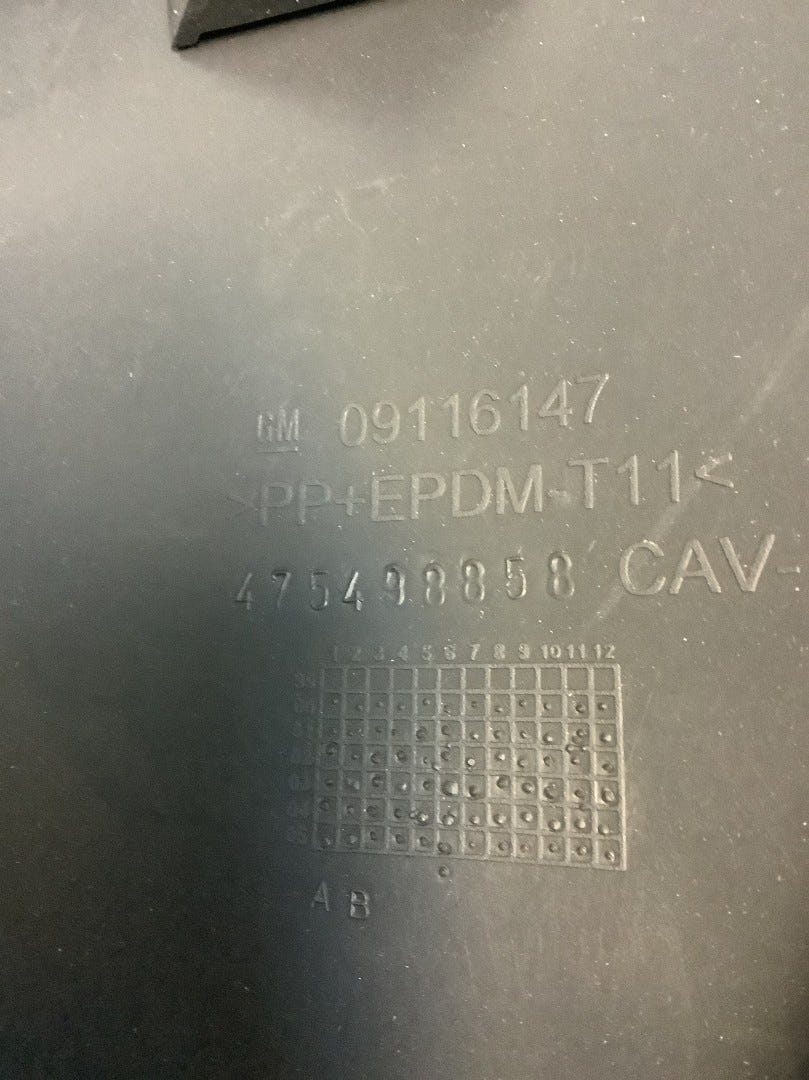 GM 09116147
>PP+EPDM-T11<
475498858 CAV-
1 2 3 4 5 6 7 8 9 10 11 12
A B